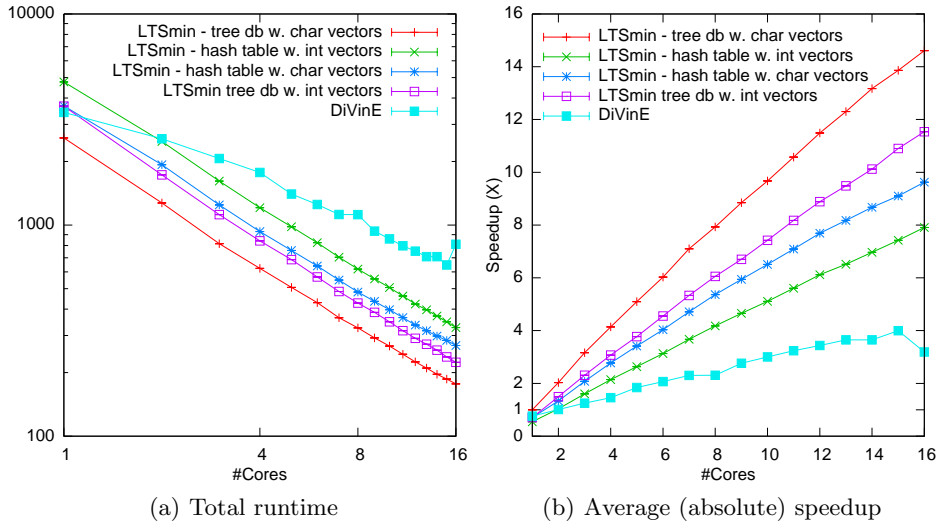 10000
1000
100
1
4
8
16
#Cores
LTSmin - tree db w. char vectors
LTSmin - hash table w. int vectors
LTSmin - hash table w. char vectors
LTSmin tree db w. int vectors
DiVinE
(a) Total runtime
16
14
12
10
8
6
4
2
1
0
Speedup (X)
2
4
6
8
10
12
14
16
#Cores
LTSmin - tree db w. char vectors
LTSmin - hash table w. int vectors
LTSmin - hash table w. char vectors
LTSmin tree db w. int vectors
DiVinE
(b) Average (absolute) speedup